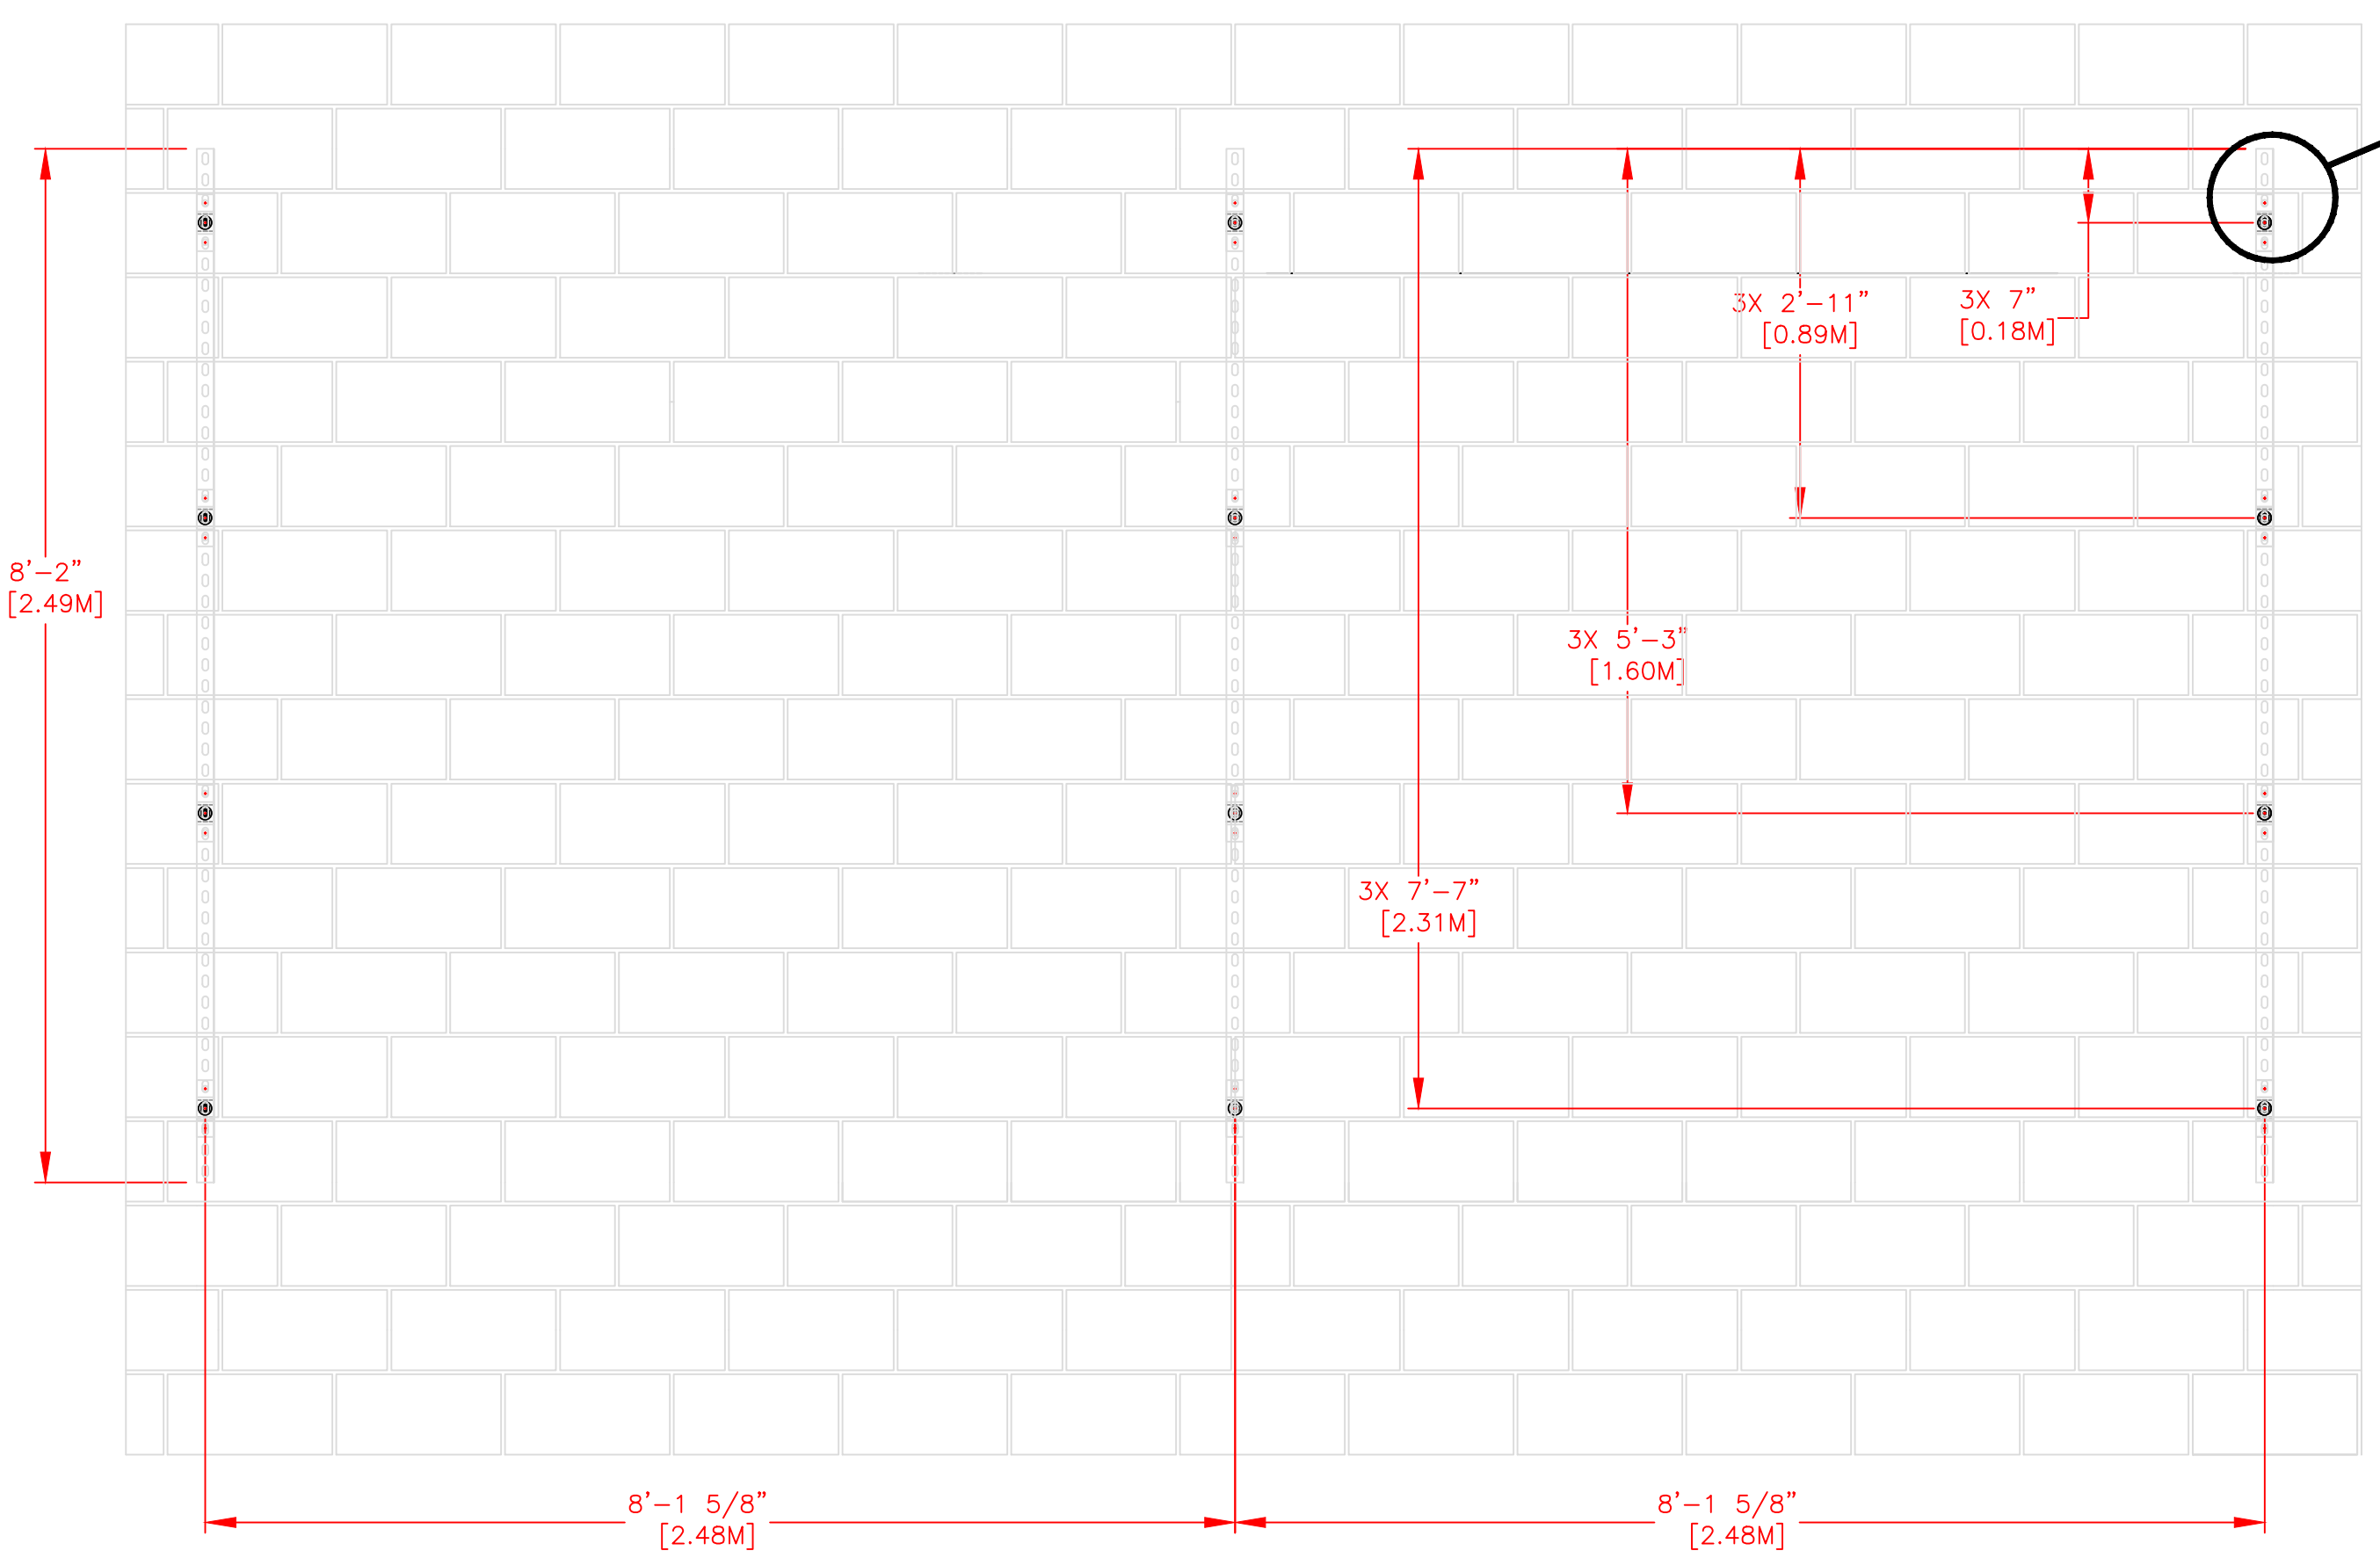 3X 2'-11"
[0.89M]
3X 7"
[0.18M]
8'-2"
[2.49M]
3X 5'-3"
[1.60M]
3X 7'-7"
[2.31M]
8'-1 5/8"
[2.48M]
8'-1 5/8"
[2.48M]